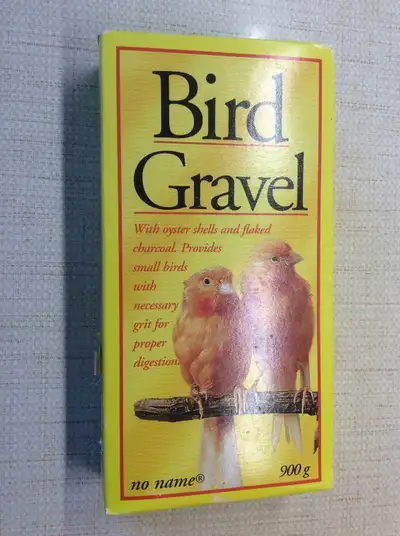 Bird
Gravel
With oyster shells and flaked
charcoal. Provides
small birds
with
necessary
grit for
proper
digestion.
no name®
900 g